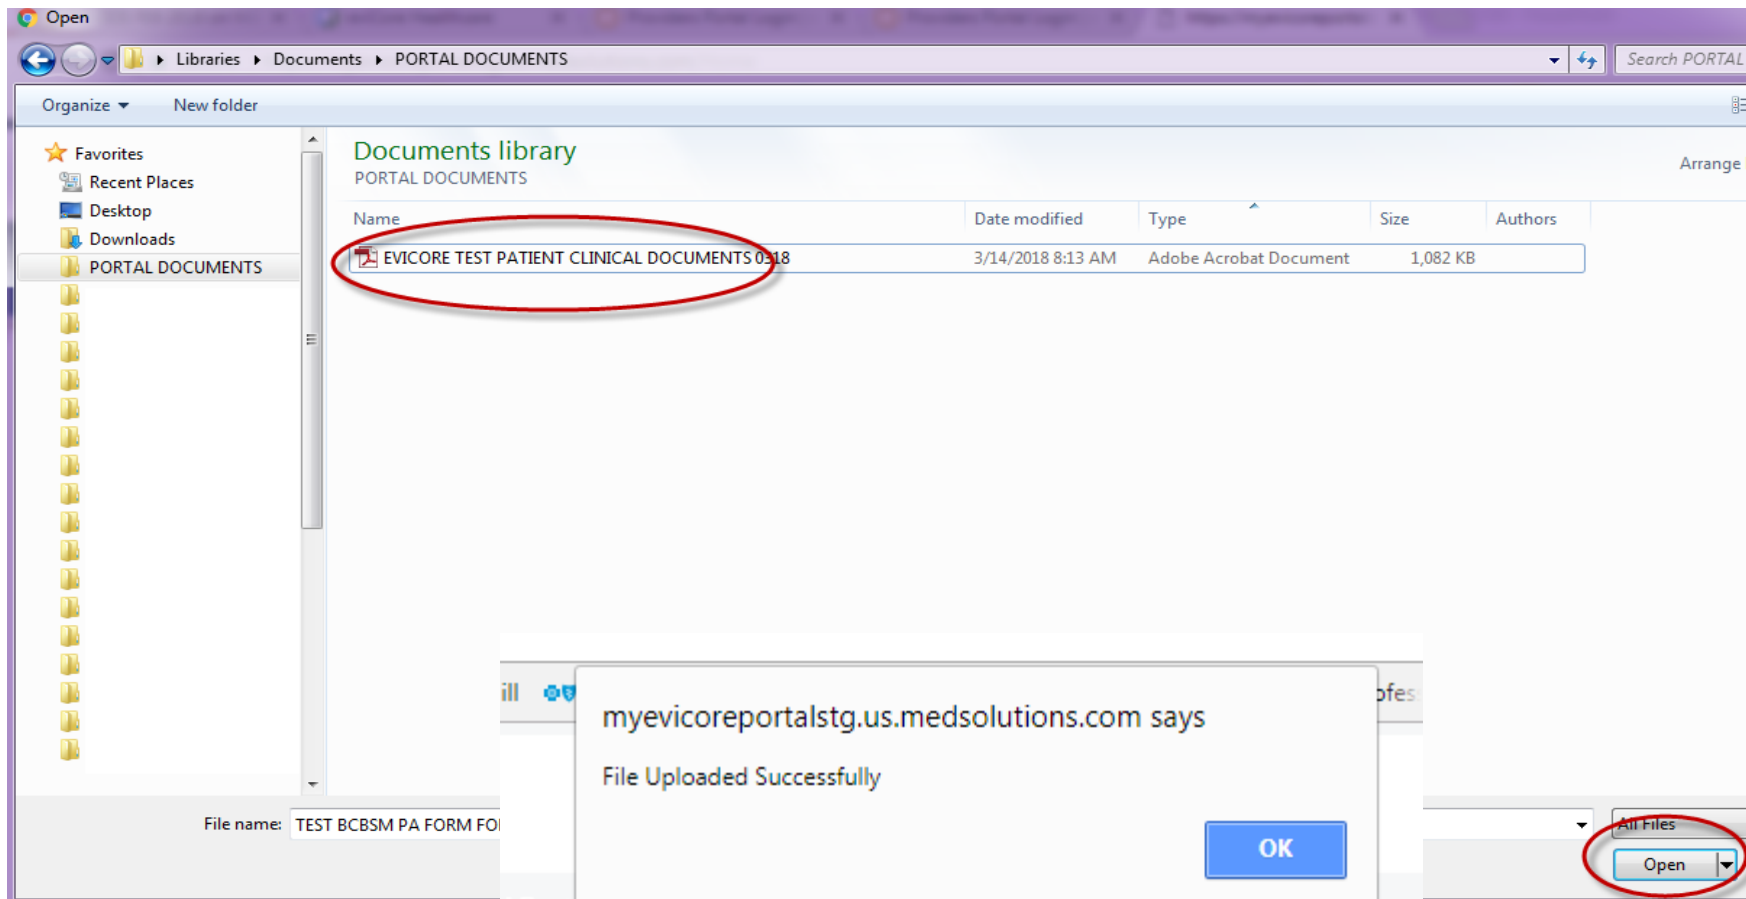 Open
Libraries ▸ Documents ▸ PORTAL DOCUMENTS
Search PORTAL
Organize
New folder
Favorites
Recent Places
Desktop
Downloads
PORTAL DOCUMENTS
Documents library
PORTAL DOCUMENTS
Arrange
Name Date modified Type Size Authors
EVICORE TEST PATIENT CLINICAL DOCUMENTS 0318 3/14/2018 8:13 AM Adobe Acrobat Document 1,082 KB
ill
ofes
myevicoreportalstg.us.medsolutions.com says
File Uploaded Successfully
OK
File name: TEST BCBSM PA FORM FO
All Files
Open